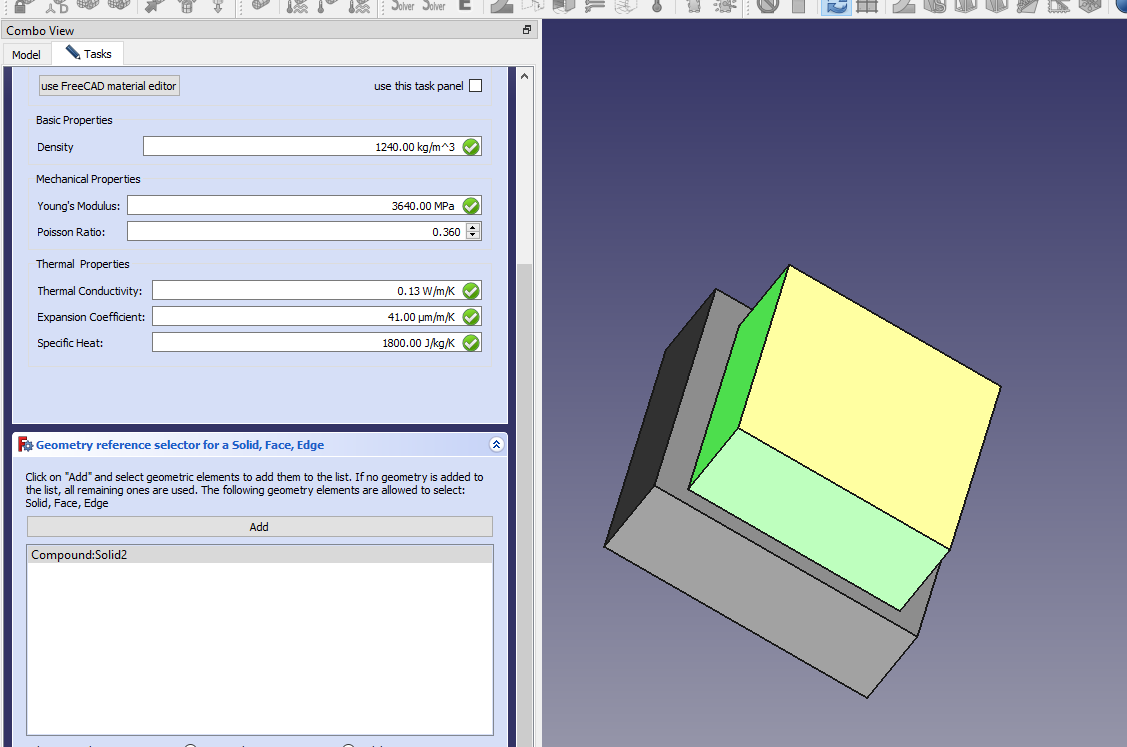 Solver Solver E
Combo View
Model Tasks
use FreeCAD material editor use this task panel
Basic Properties
Density 1240.00 kg/m^3
Mechanical Properties
Young's Modulus: 3640.00 MPa
Poisson Ratio: 0.360
Thermal Properties
Thermal Conductivity: 0.13 W/m/K
Expansion Coefficient: 41.00 µm/m/K
Specific Heat: 1800.00 J/kg/K
Geometry reference selector for a Solid, Face, Edge
Click on "Add" and select geometric elements to add them to the list. If no geometry is added to
the list, all remaining ones are used. The following geometry elements are allowed to select:
Solid, Face, Edge
Add
Compound:Solid2